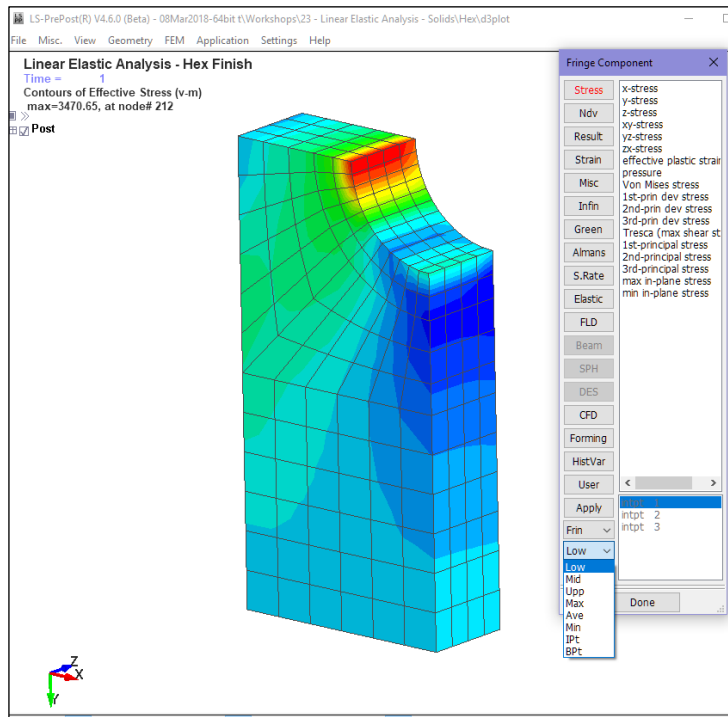 LS-PrePost(R) V4.6.0 (Beta) - 08Mar2018-64bit t\Workshops\23 - Linear Elastic Analysis - Solids\Hex\d3plot
File Misc. View Geometry FEM Application Settings Help
Linear Elastic Analysis - Hex Finish
Time = 1
Contours of Effective Stress (v-m)
max=3470.65, at node# 212
Post
Z
X
Y
Fringe Component
Stress
Ndv
Result
Strain
Misc
Infin
Green
Almans
S.Rate
Elastic
FLD
Beam
SPH
DES
CFD
Forming
HistVar
User
Apply
Frin
Low
Low
Mid
Upp
Max
Ave
Min
IPt
BPt
x-stress
y-stress
z-stress
xy-stress
yz-stress
zx-stress
effective plastic strain
pressure
Von Mises stress
1st-prin dev stress
2nd-prin dev stress
3rd-prin dev stress
Tresca (max shear st
1st-principal stress
2nd-principal stress
3rd-principal stress
max in-plane stress
min in-plane stress
intpt 1
intpt 2
intpt 3
Done